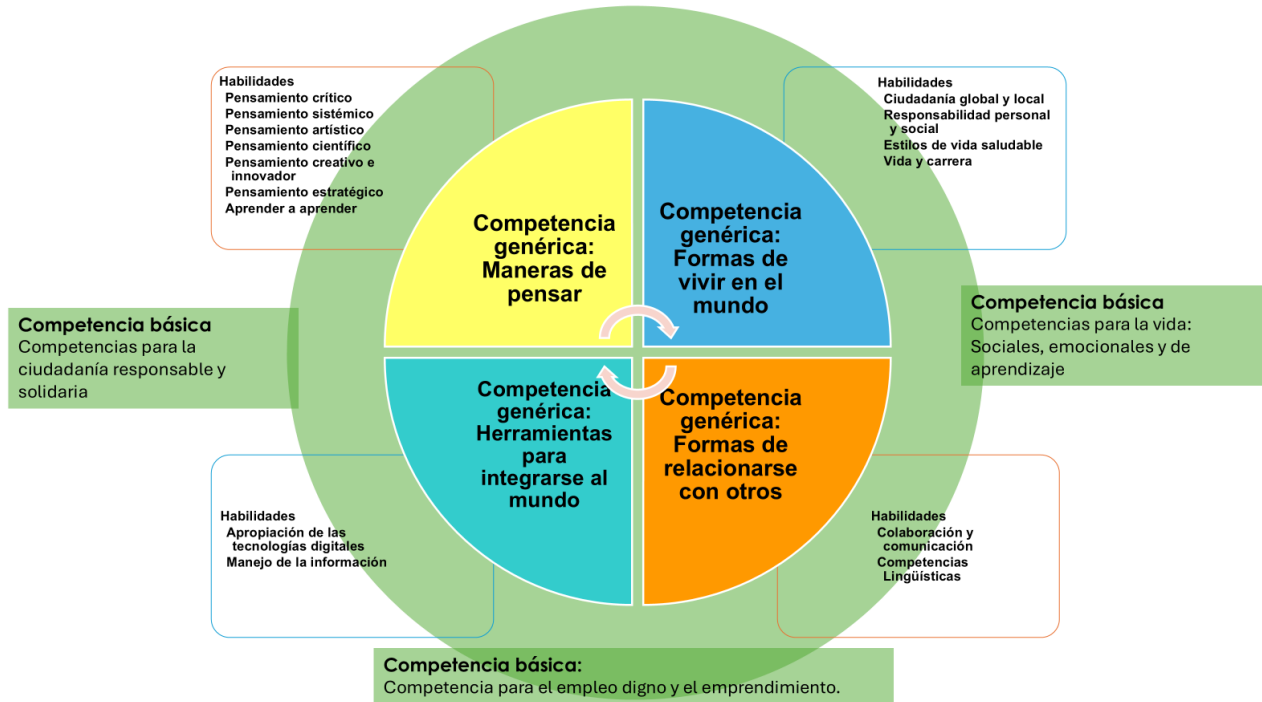 Habilidades
Pensamiento crítico
Pensamiento sistémico
Pensamiento artístico
Pensamiento científico
Pensamiento creativo e
innovador
Pensamiento estratégico
Aprender a aprender
Habilidades
Ciudadanía global y local
Responsabilidad personal
y social
Estilos de vida saludable
Vida y carrera
Competencia
genérica:
Maneras de
pensar
Competencia
genérica:
Formas de
vivir en el
mundo
Competencia básica
Competencias para la
ciudadanía responsable y
solidaria
Competencia básica
Competencias para la vida:
Sociales, emocionales y de
aprendizaje
Competencia
genérica:
Herramientas
para
integrarse al
mundo
Competencia
genérica:
Formas de
relacionarse
con otros
Habilidades
Apropiación de las
tecnologías digitales
Manejo de la información
Habilidades
Colaboración y
comunicación
Competencias
Lingüísticas
Competencia básica:
Competencia para el empleo digno y el emprendimiento.